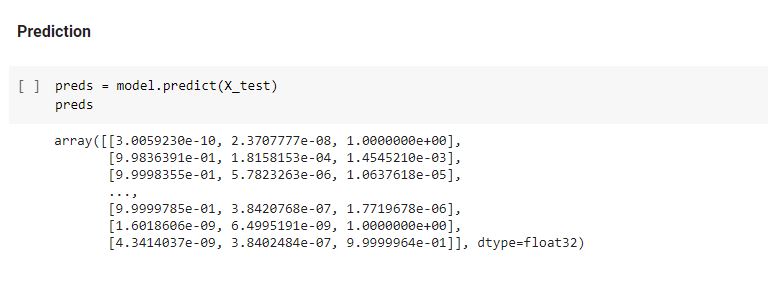 Prediction
[ ] preds = model.predict(X_test)
preds
array([[3.0059230e-10, 2.3707777e-08, 1.0000000e+00],
[9.9836391e-01, 1.8158153e-04, 1.4545210e-03],
[9.9998355e-01, 5.7823263e-06, 1.0637618e-05],
...,
[9.9999785e-01, 3.8420768e-07, 1.7719678e-06],
[1.6018606e-09, 6.4995191e-09, 1.0000000e+00],
[4.3414037e-09, 3.8402484e-07, 9.9999964e-01]], dtype=float32)